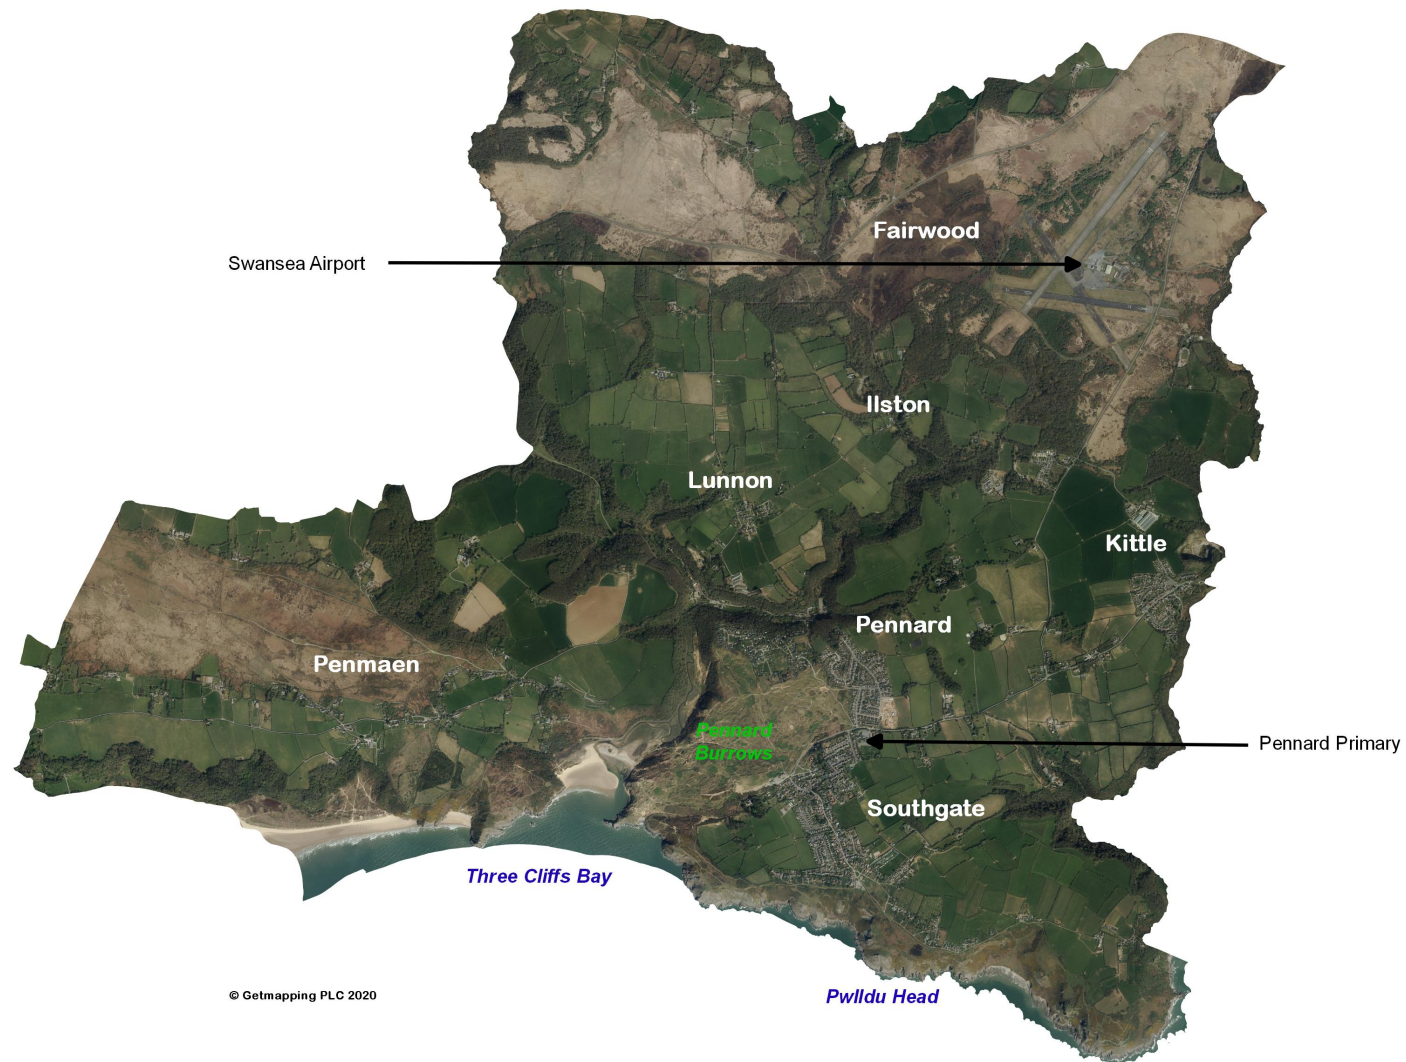 Fairwood
Swansea Airport
Ilston
Lunnon
Kittle
Pennard
Penmaen
Pennard
Burrows
Pennard Primary
Southgate
Three Cliffs Bay
Pwlldu Head
© Getmapping PLC 2020